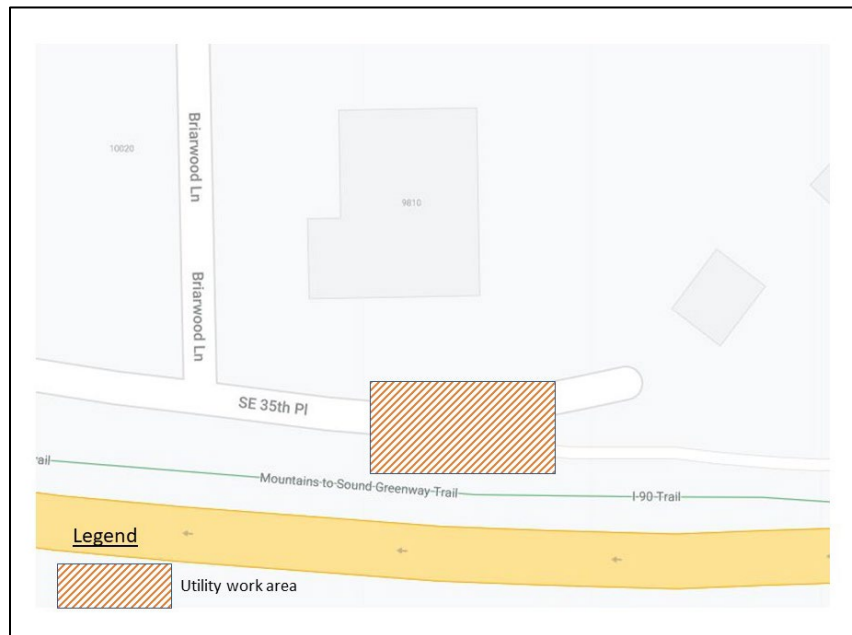 Briarwood Ln
10020
9810
Briarwood Ln
SE 35th Pl
rail
Mountains to Sound Greenway Trail
I-90 Trail
Legend
Utility work area